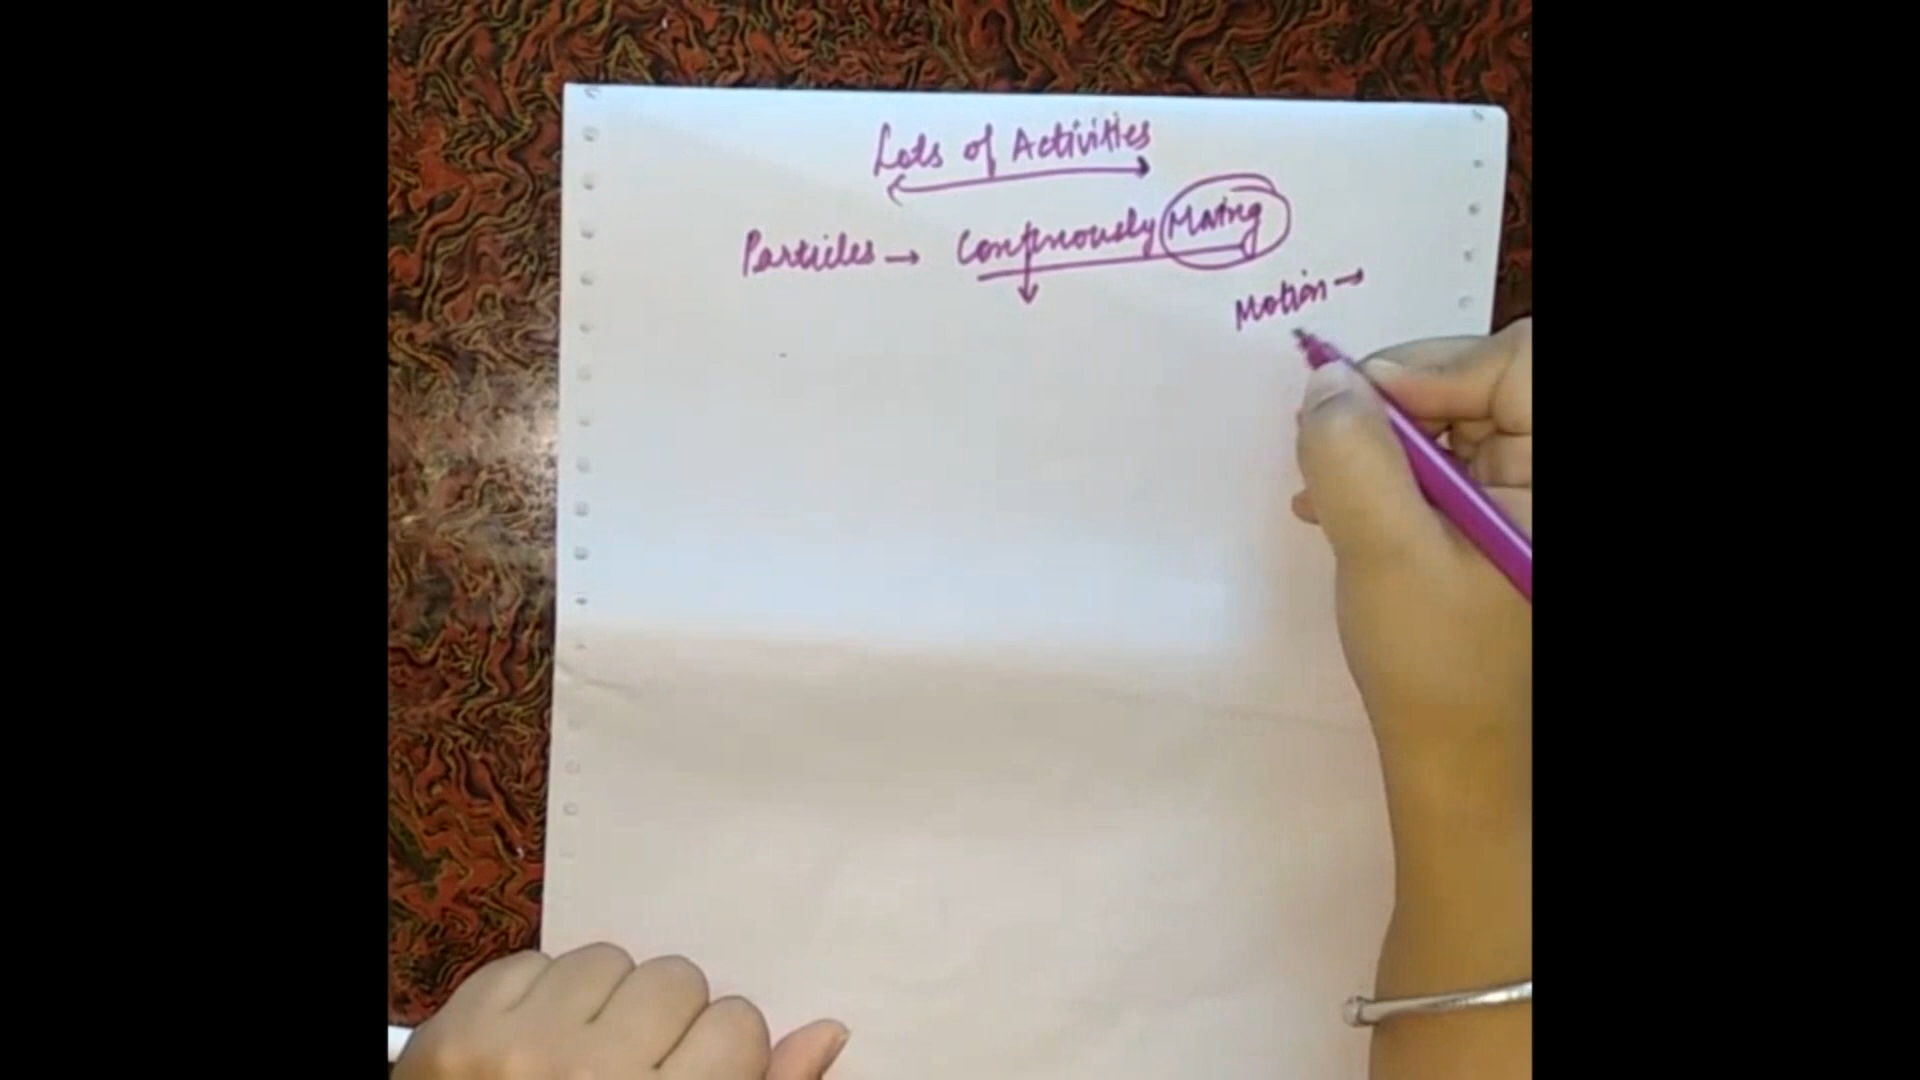 Lots of Activities
Particles → Continuously Moving
Motion →